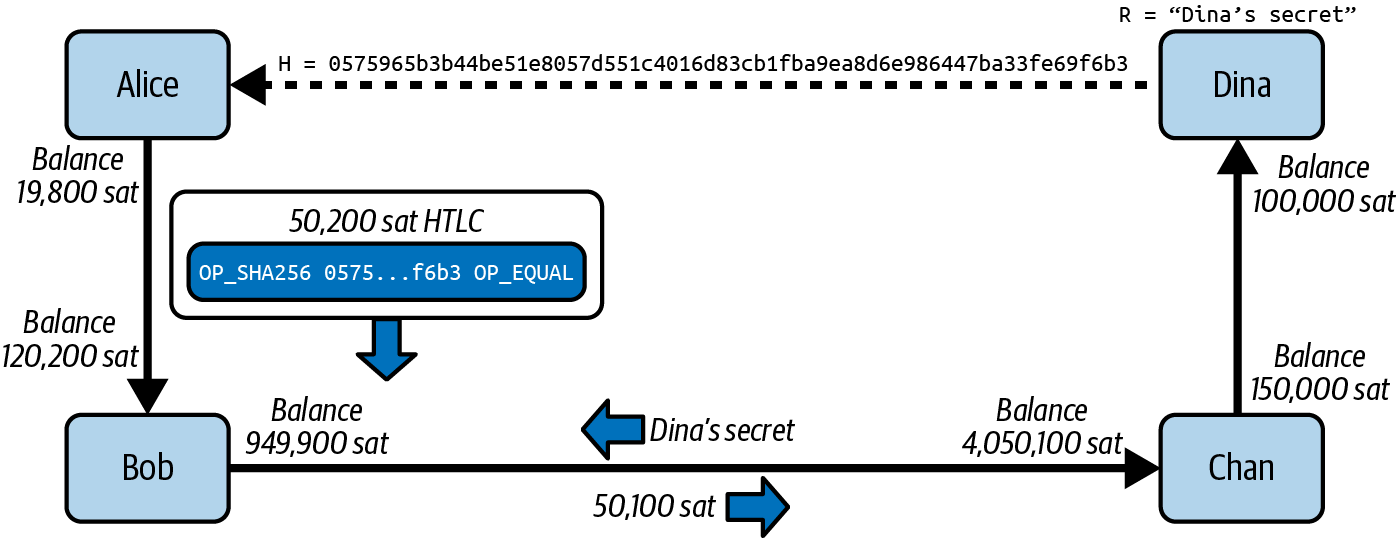 R = “Dina’s secret”
Alice
H = 0575965b3b44be51e8057d551c4016d83cb1fba9ea8d6e986447ba33fe69f6b3
Dina
Balance
19,800 sat
Balance
100,000 sat
50,200 sat HTLC
OP_SHA256 0575...f6b3 OP_EQUAL
Balance
120,200 sat
Balance
150,000 sat
Bob
Balance
949,900 sat
Dina's secret
Balance
4,050,100 sat
Chan
50,100 sat